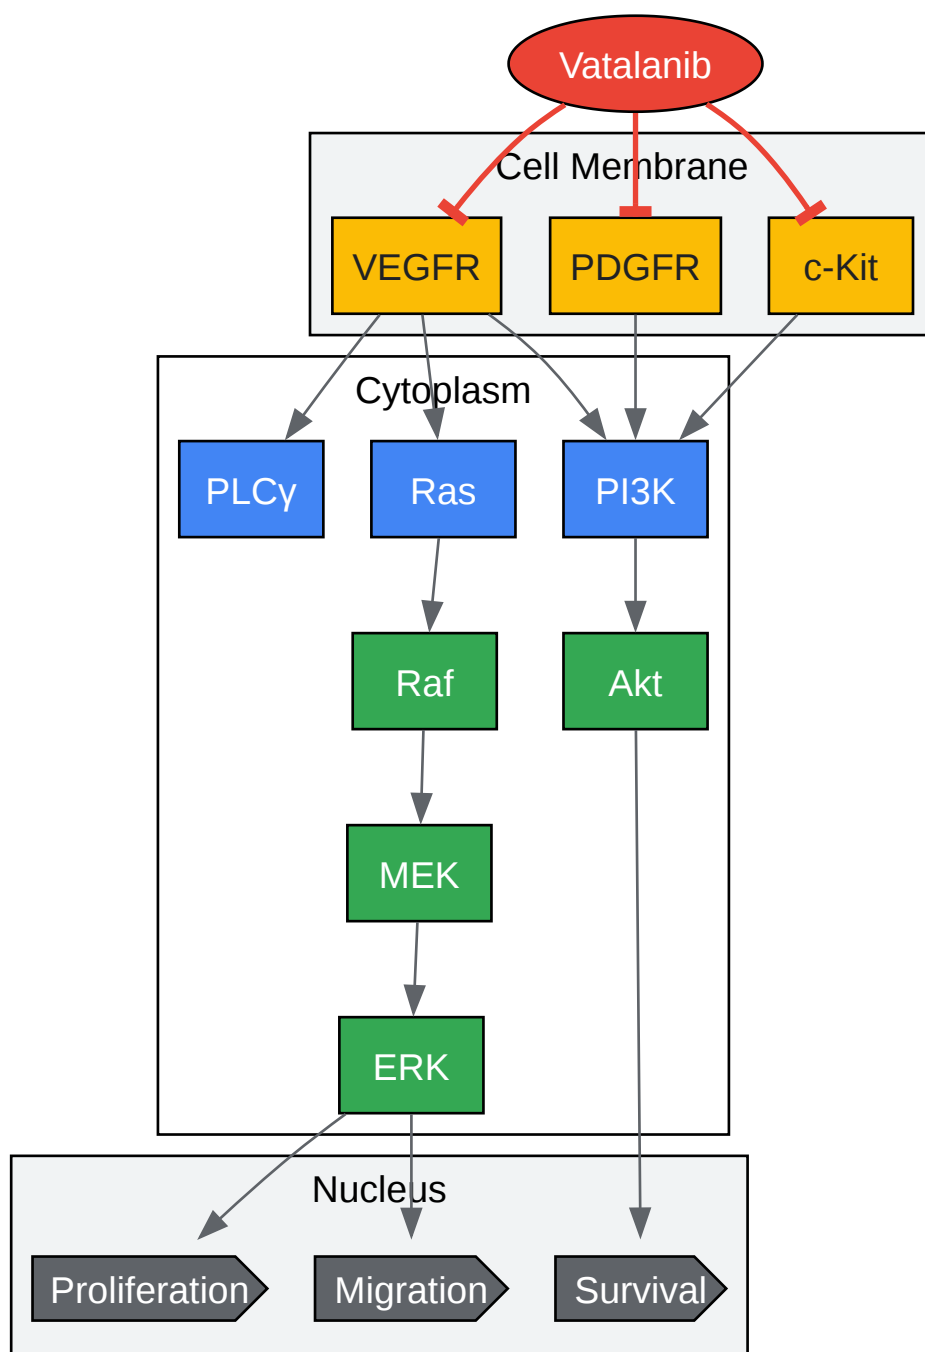 Vatalanib
Cell Membrane
VEGFR
PDGFR
c-Kit
Cytoplasm
PLCγ
Ras
PI3K
Raf
Akt
MEK
ERK
Nucleus
Proliferation
Migration
Survival